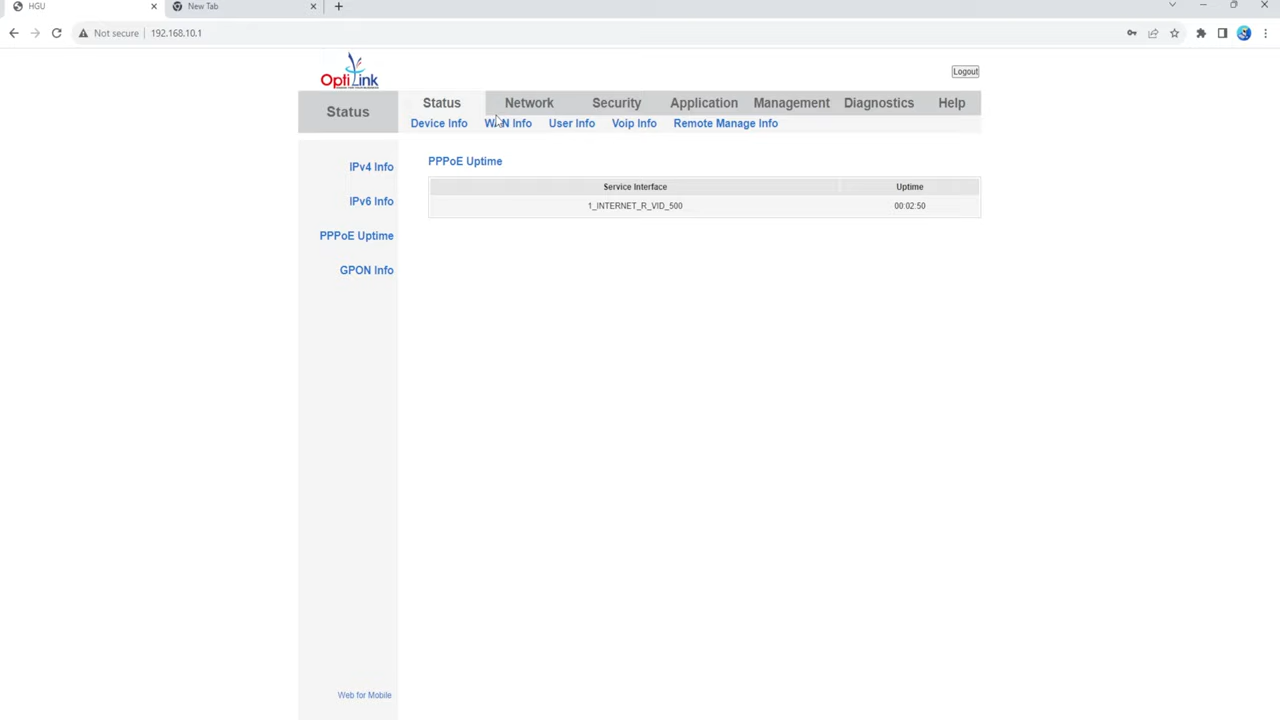 HGU
New Tab
Not secure
192.168.10.1
OptiLink
Logout
Status
Status Network Security Application Management Diagnostics Help
Device Info WAN Info User Info Voip Info Remote Manage Info
IPv4 Info
IPv6 Info
PPPoE Uptime
GPON Info
PPPoE Uptime
Service Interface Uptime
1_INTERNET_R_VID_500 00:02:50
Web for Mobile